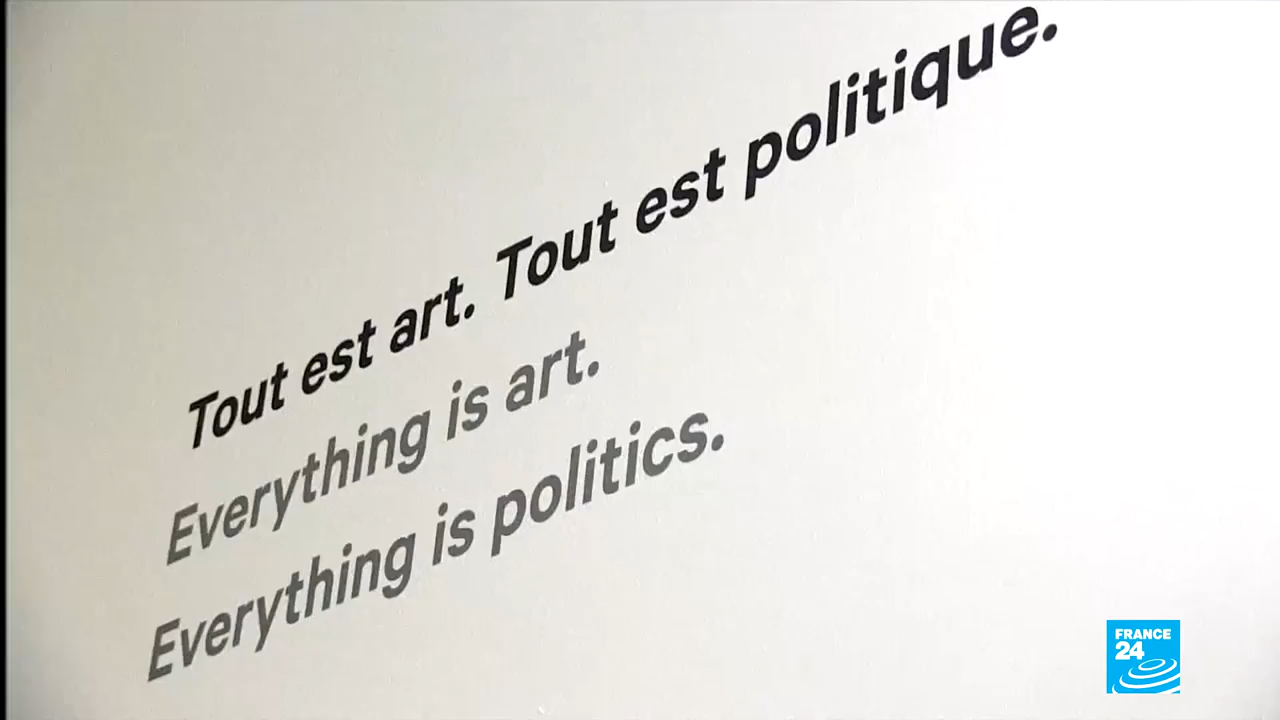 Tout est art. Tout est politique.
Everything is art.
Everything is politics.
FRANCE
24